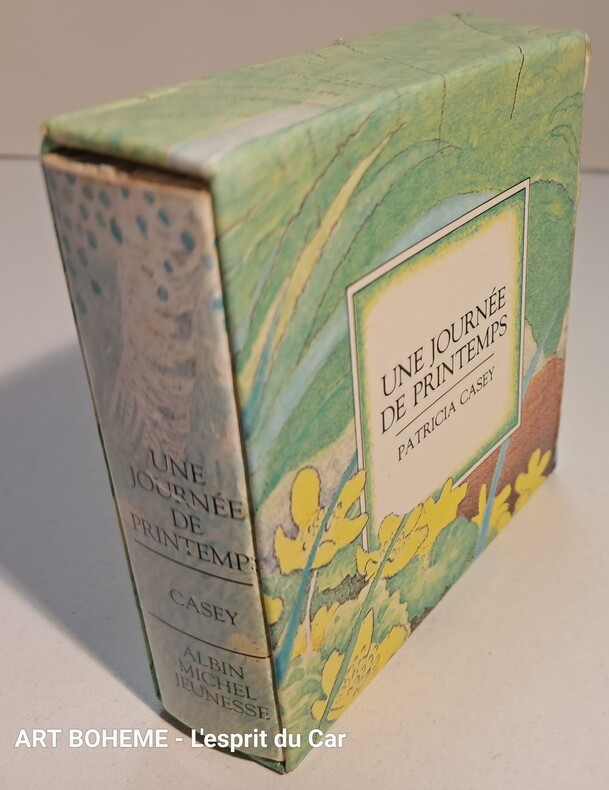 UNE JOURNÉE
DE PRINTEMPS
PATRICIA CASEY
UNE
JOURNÉE
DE
PRINTEMPS
CASEY
ALBIN
MICHEL
JEUNESSE
ART BOHEME - L'esprit du Car